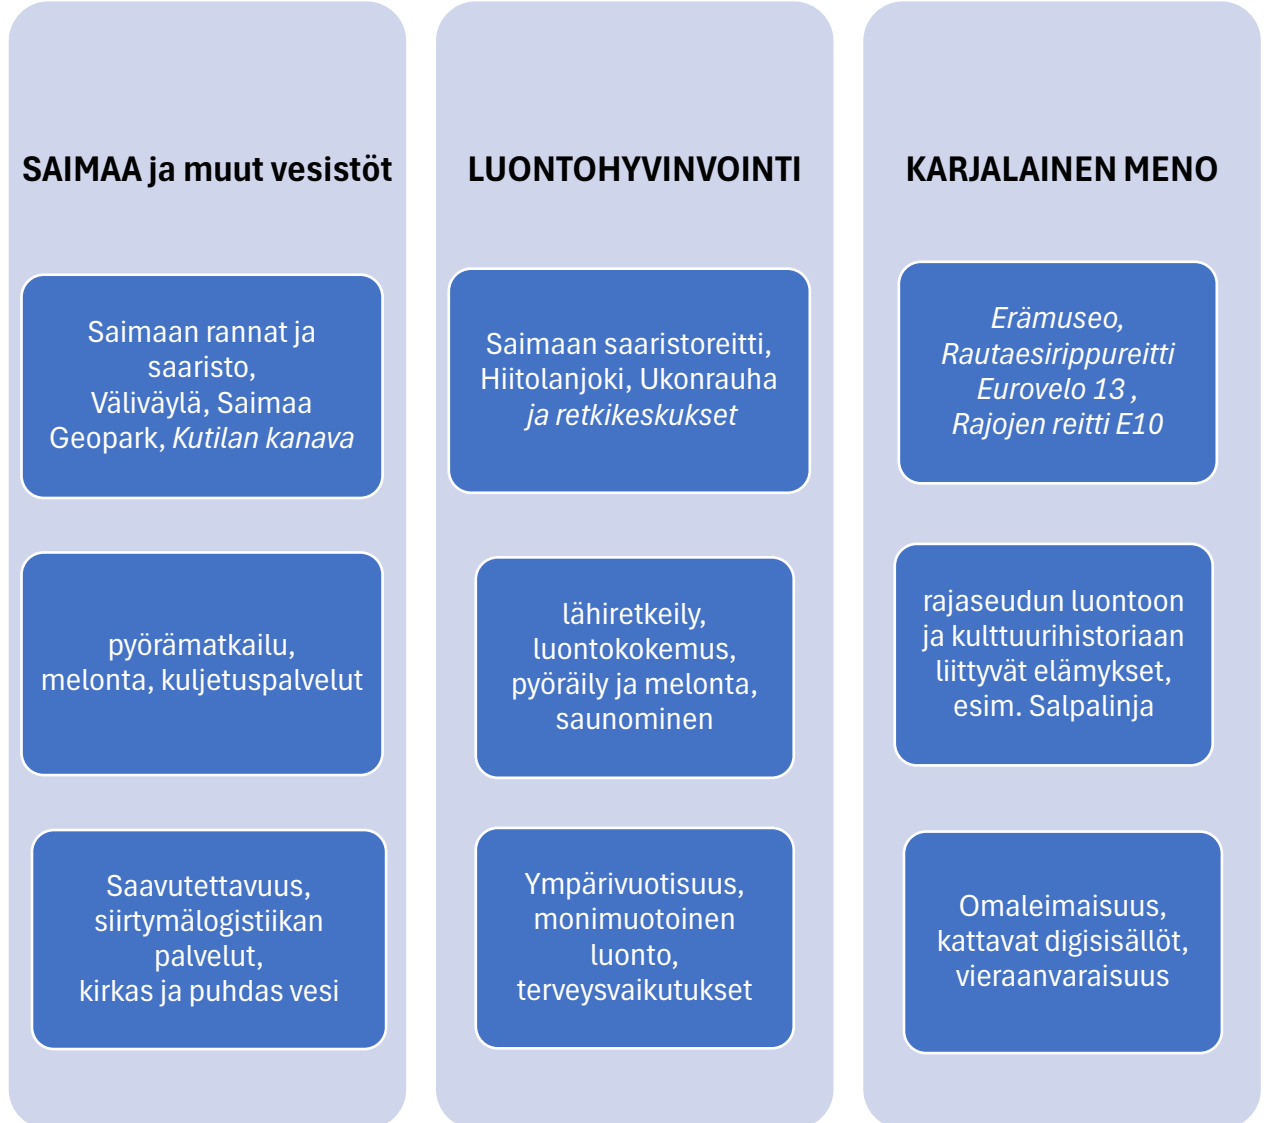 SAIMAA ja muut vesistöt
Saimaan rannat ja
saaristo,
Väliväylä, Saimaa
Geopark, Kutilan kanava
pyörämatkailu,
melonta, kuljetuspalvelut
Saavutettavuus,
siirtymälogistiikan
palvelut,
kirkas ja puhdas vesi
LUONTOHYVINVOINTI
Saimaan saaristoreitti,
Hiitolanjoki, Ukonrauha
ja retkikeskukset
lähiretkeily,
luontokokemus,
pyöräily ja melonta,
saunominen
Ympärivuotisuus,
monimuotoinen
luonto,
terveysvaikutukset
KARJALAINEN MENO
Erämuseo,
Rautaesirippureitti
Eurovelo 13 ,
Rajojen reitti E10
rajaseudun luontoon
ja kulttuurihistoriaan
liittyvät elämykset,
esim. Salpalinja
Omaleimaisuus,
kattavat digisisällöt,
vieraanvaraisuus